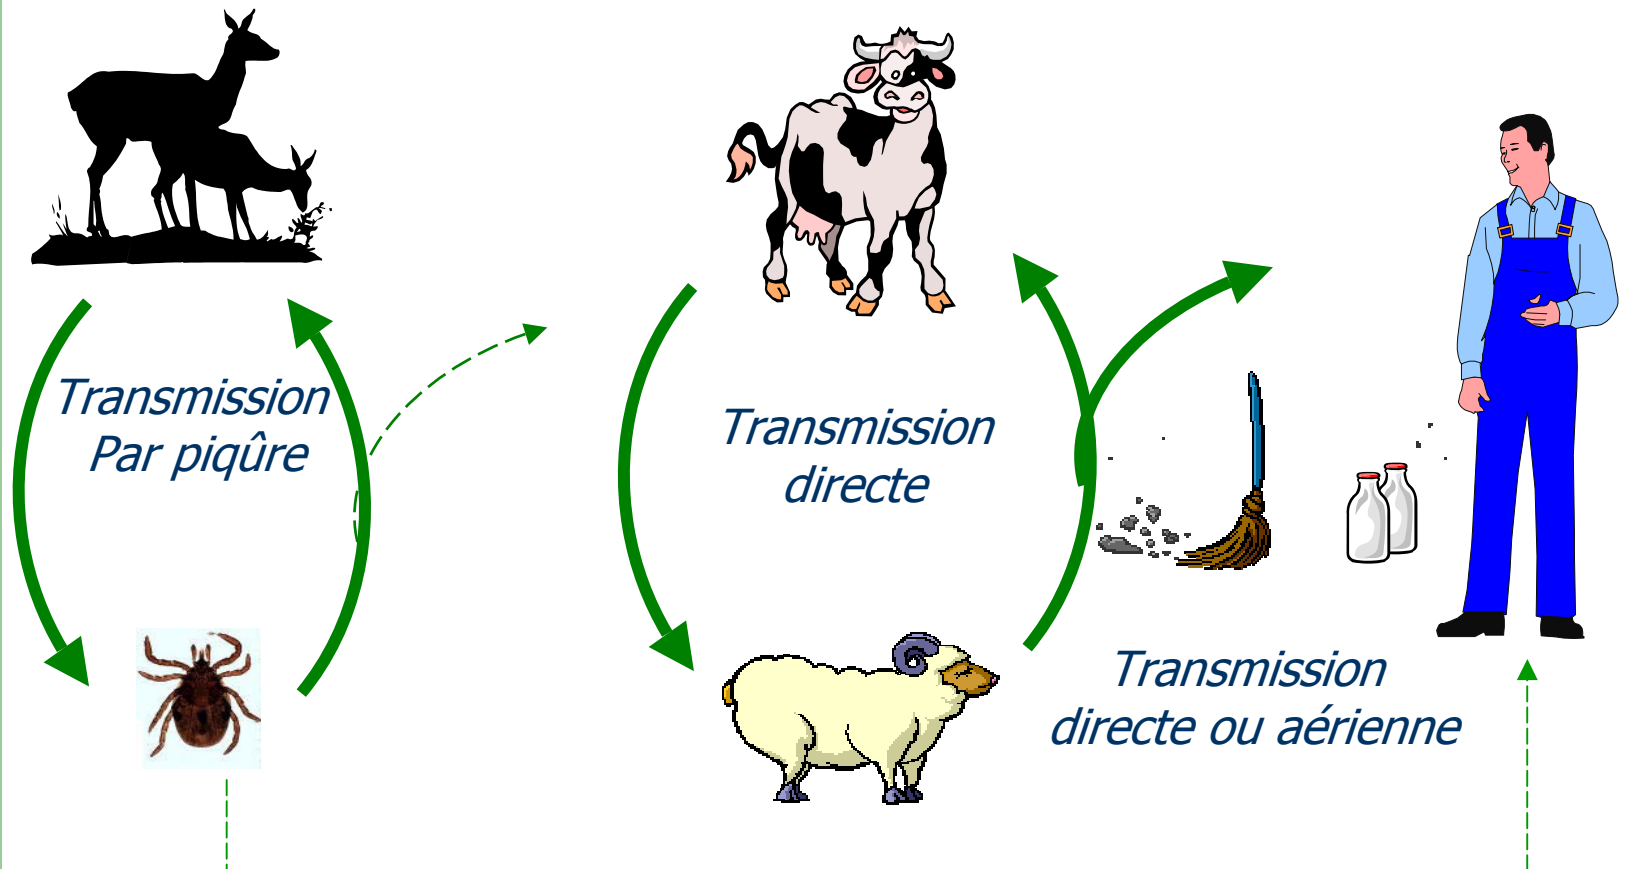 Transmission
Par piqûre
Transmission
directe
Transmission
directe ou aérienne